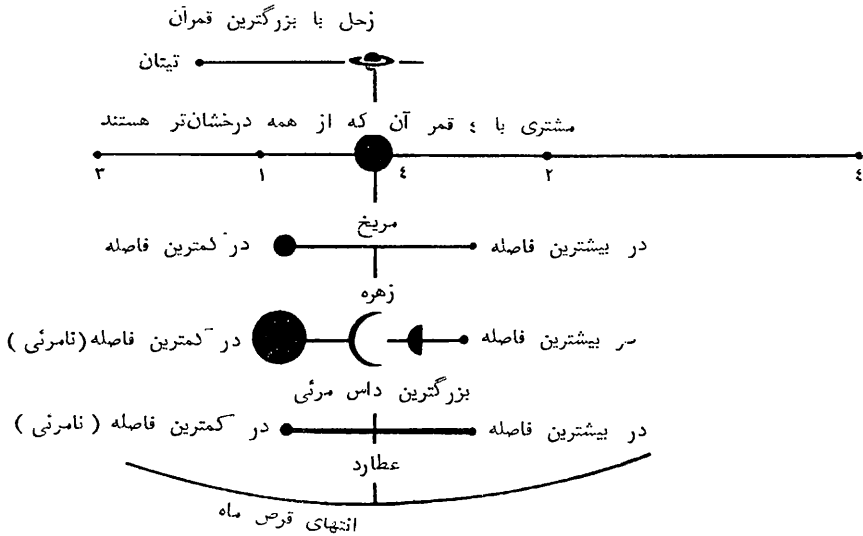 زحل با بزرگترین قمرآن
تیتان
مشتری با ٤ قمر آن که از همه درخشان‌تر هستند
٣ ١ ٤ ٢ ٤
مریخ
در بیشترین فاصله در کمترین فاصله
زهره
در بیشترین فاصله در کمترین فاصله (نامرئی)
بزرگترین داس مرئی
در بیشترین فاصله در کمترین فاصله (نامرئی)
عطارد
انتهای قرص ماه